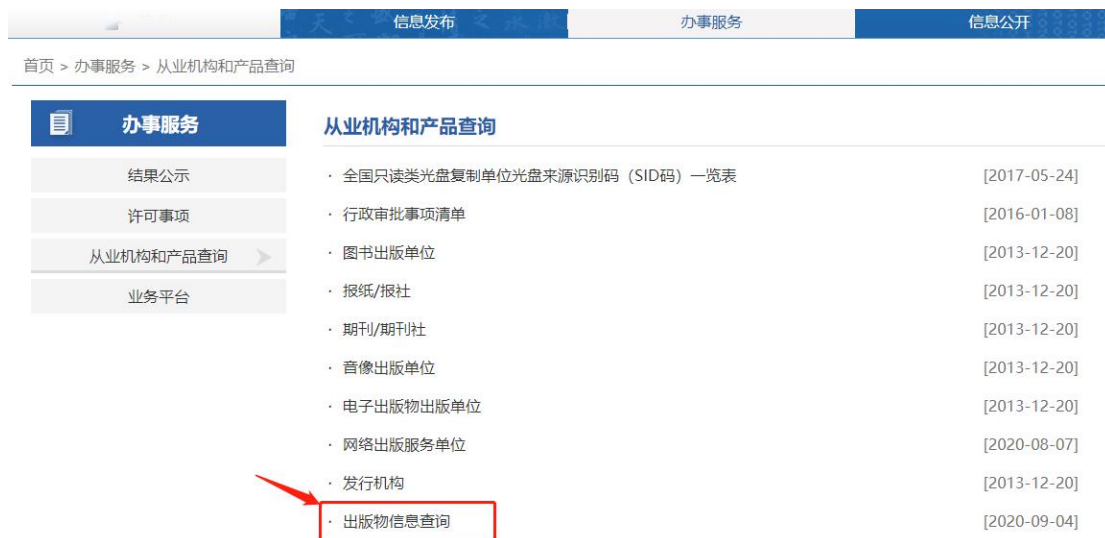 信息发布
办事服务
信息公开
首页 > 办事服务 > 从业机构和产品查询
办事服务
结果公示
许可事项
从业机构和产品查询
业务平台
从业机构和产品查询
· 全国只读类光盘复制单位光盘来源识别码（SID码）一览表 [2017-05-24]
· 行政审批事项清单 [2016-01-08]
· 图书出版单位 [2013-12-20]
· 报纸/报社 [2013-12-20]
· 期刊/期刊社 [2013-12-20]
· 音像出版单位 [2013-12-20]
· 电子出版物出版单位 [2013-12-20]
· 网络出版服务单位 [2020-08-07]
· 发行机构 [2013-12-20]
· 出版物信息查询 [2020-09-04]